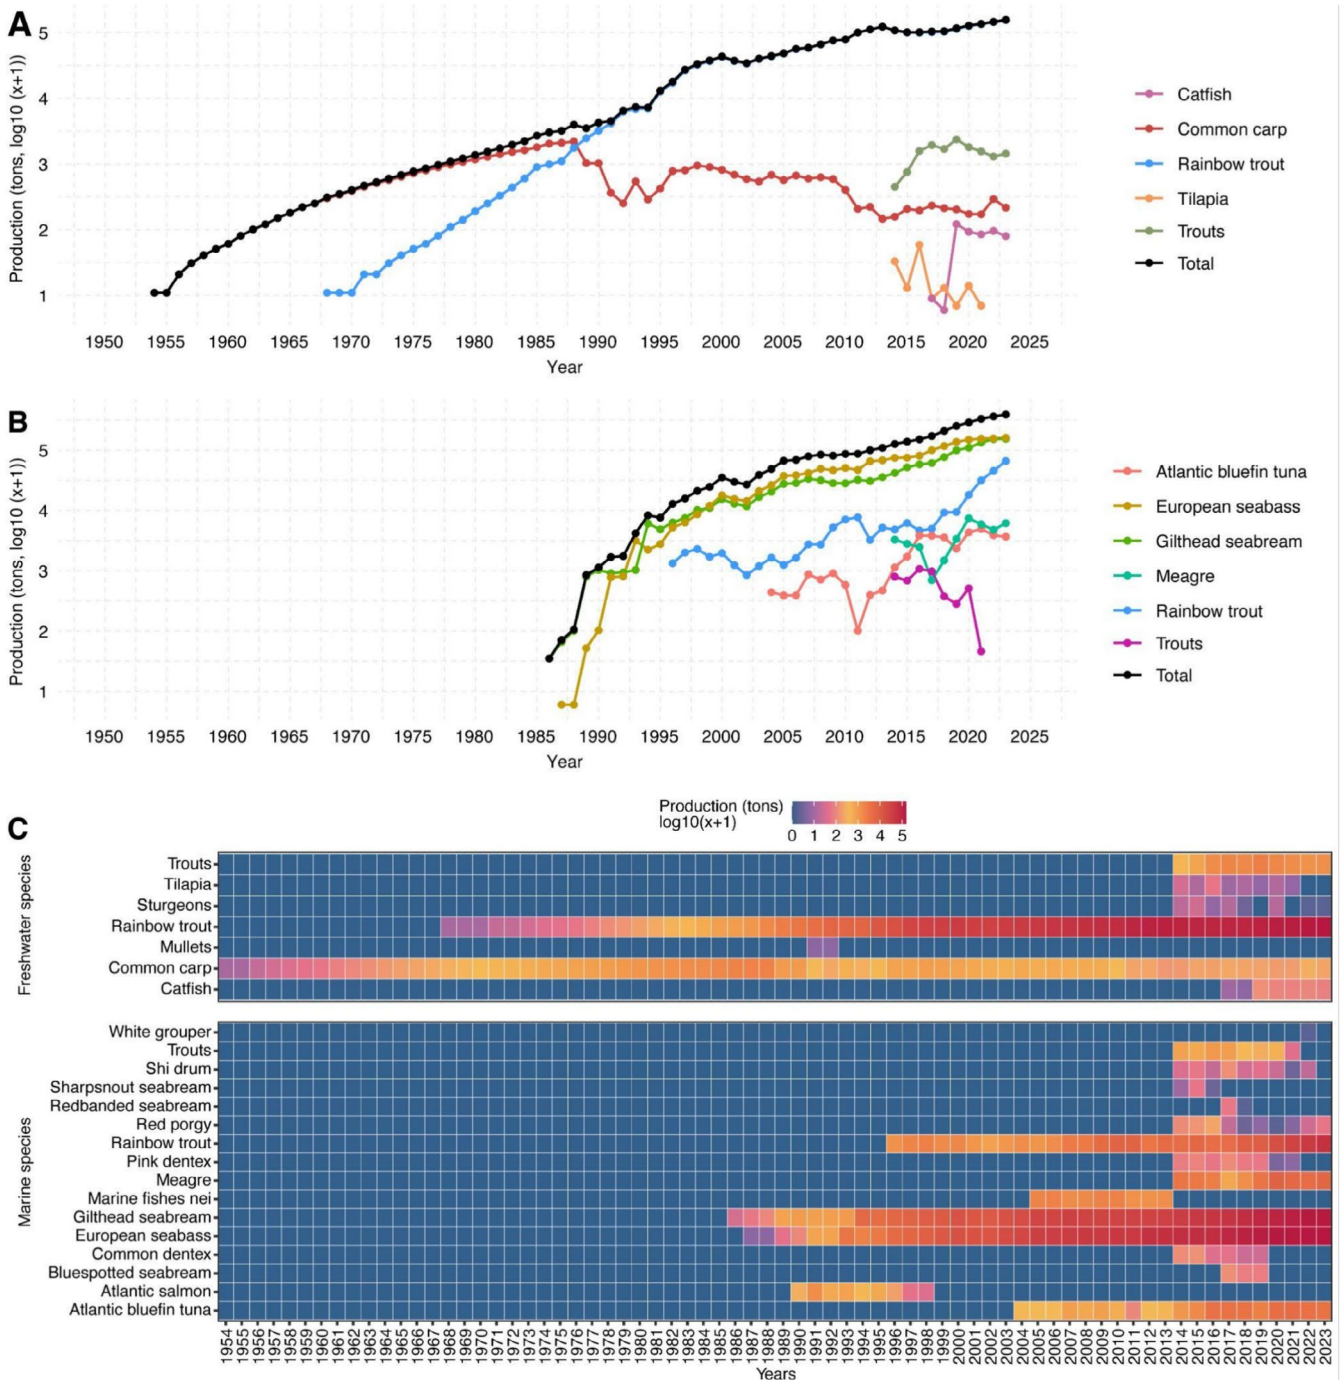 A
Production (tons, log10 (x+1))
5
4
3
2
1
1950 1955 1960 1965 1970 1975 1980 1985 1990 1995 2000 2005 2010 2015 2020 2025
Year
Catfish
Common carp
Rainbow trout
Tilapia
Trouts
Total
B
Production (tons, log10 (x+1))
5
4
3
2
1
1950 1955 1960 1965 1970 1975 1980 1985 1990 1995 2000 2005 2010 2015 2020 2025
Year
Atlantic bluefin tuna
European seabass
Gilthead seabream
Meagre
Rainbow trout
Trouts
Total
C
Production (tons)
log10(x+1)
0 1 2 3 4 5
Freshwater species
Trouts
Tilapia
Sturgeons
Rainbow trout
Mullets
Common carp
Catfish
Marine species
White grouper
Trouts
Shi drum
Sharpsnout seabream
Redbanded seabream
Red porgy
Rainbow trout
Pink dentex
Meagre
Marine fishes nei
Gilthead seabream
European seabass
Common dentex
Bluespotted seabream
Atlantic salmon
Atlantic bluefin tuna
1954 1955 1956 1957 1958 1959 1960 1961 1962 1963 1964 1965 1966 1967 1968 1969 1970 1971 1972 1973 1974 1975 1976 1977 1978 1979 1980 1981 1982 1983 1984 1985 1986 1987 1988 1989 1990 1991 1992 1993 1994 1995 1996 1997 1998 1999 2000 2001 2002 2003 2004 2005 2006 2007 2008 2009 2010 2011 2012 2013 2014 2015 2016 2017 2018 2019 2020 2021 2022 2023
Years